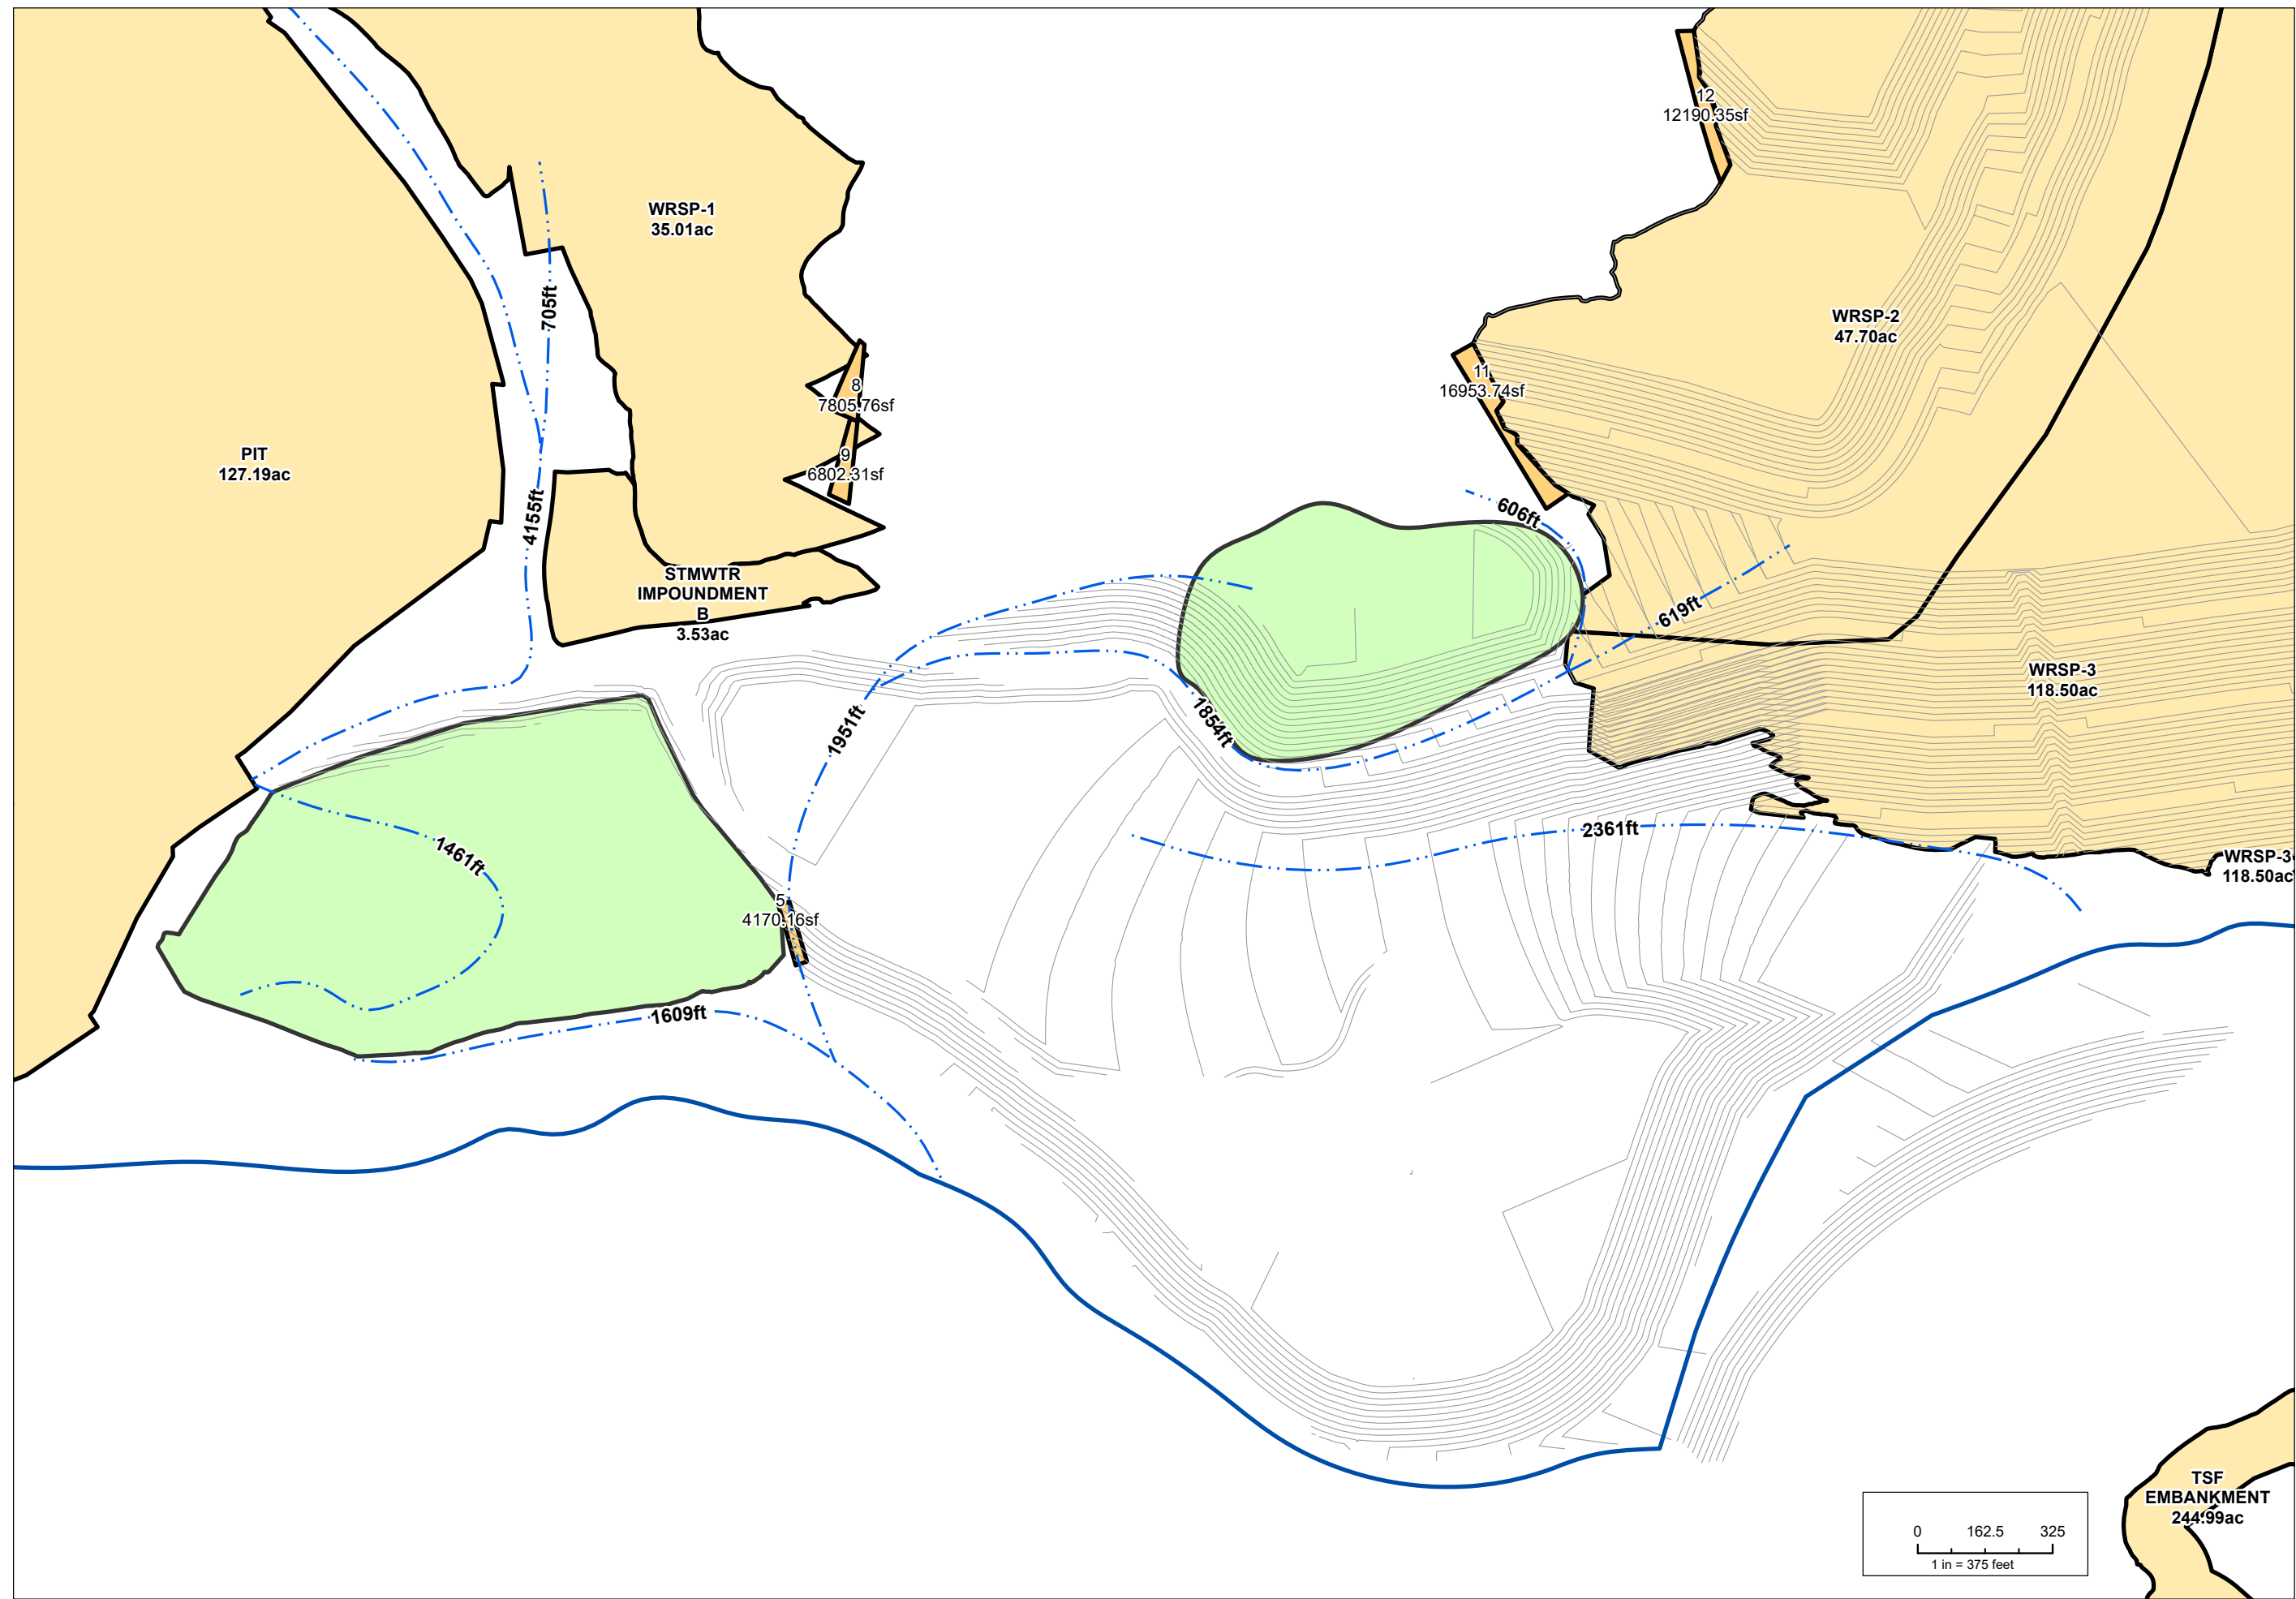 12
12190.35sf
WRSP-1
35.01ac
705ft
WRSP-2
47.70ac
11
16953.74sf
8
7805.76sf
9
6802.31sf
PIT
127.19ac
4155ft
606ft
STMWTR
IMPOUNDMENT
B
3.53ac
619ft
WRSP-3
118.50ac
1951ft
1854ft
2361ft
1461ft
WRSP-3
118.50ac
5
4170.16sf
1609ft
TSF
EMBANKMENT
244.99ac
0 162.5 325
1 in = 375 feet